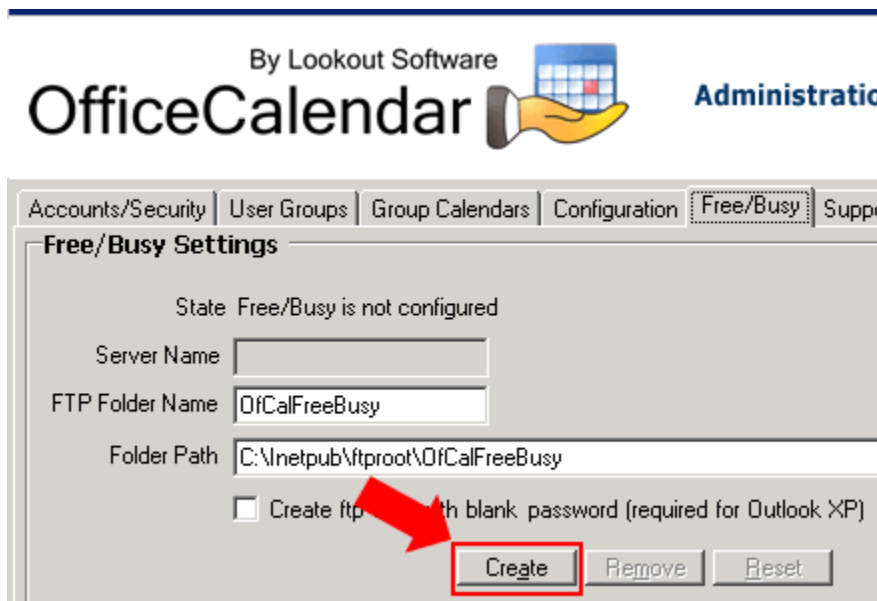 By Lookout Software
OfficeCalendar
Administratio
Accounts/Security User Groups Group Calendars Configuration Free/Busy Suppo
Free/Busy Settings
State Free/Busy is not configured
Server Name
FTP Folder Name OfCalFreeBusy
Folder Path C:\Inetpub\ftproot\OfCalFreeBusy
Create ftp with blank password (required for Outlook XP)
Create Remove Reset